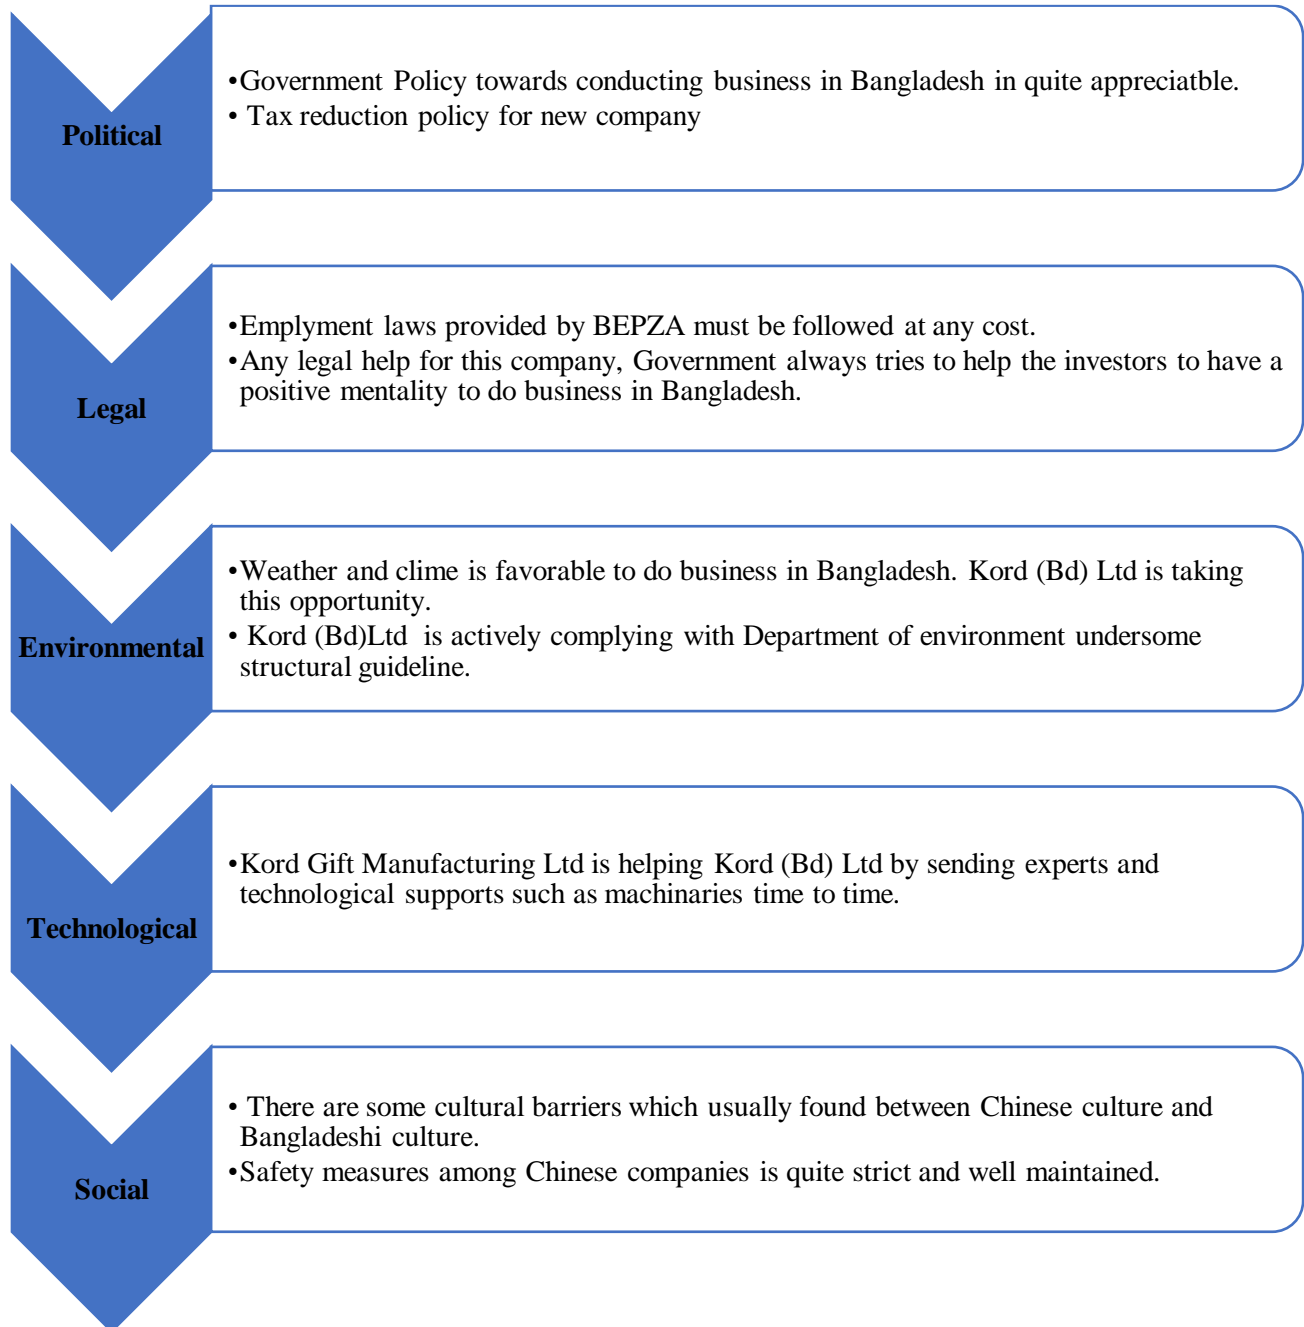 Political
•Government Policy towards conducting business in Bangladesh in quite appreciatble.
• Tax reduction policy for new company
Legal
•Emplyment laws provided by BEPZA must be followed at any cost.
•Any legal help for this company, Government always tries to help the investors to have a
positive mentality to do business in Bangladesh.
Environmental
•Weather and clime is favorable to do business in Bangladesh. Kord (Bd) Ltd is taking
this opportunity.
• Kord (Bd)Ltd is actively complying with Department of environment undersome
structural guideline.
Technological
•Kord Gift Manufacturing Ltd is helping Kord (Bd) Ltd by sending experts and
technological supports such as machinaries time to time.
Social
• There are some cultural barriers which usually found between Chinese culture and
Bangladeshi culture.
•Safety measures among Chinese companies is quite strict and well maintained.